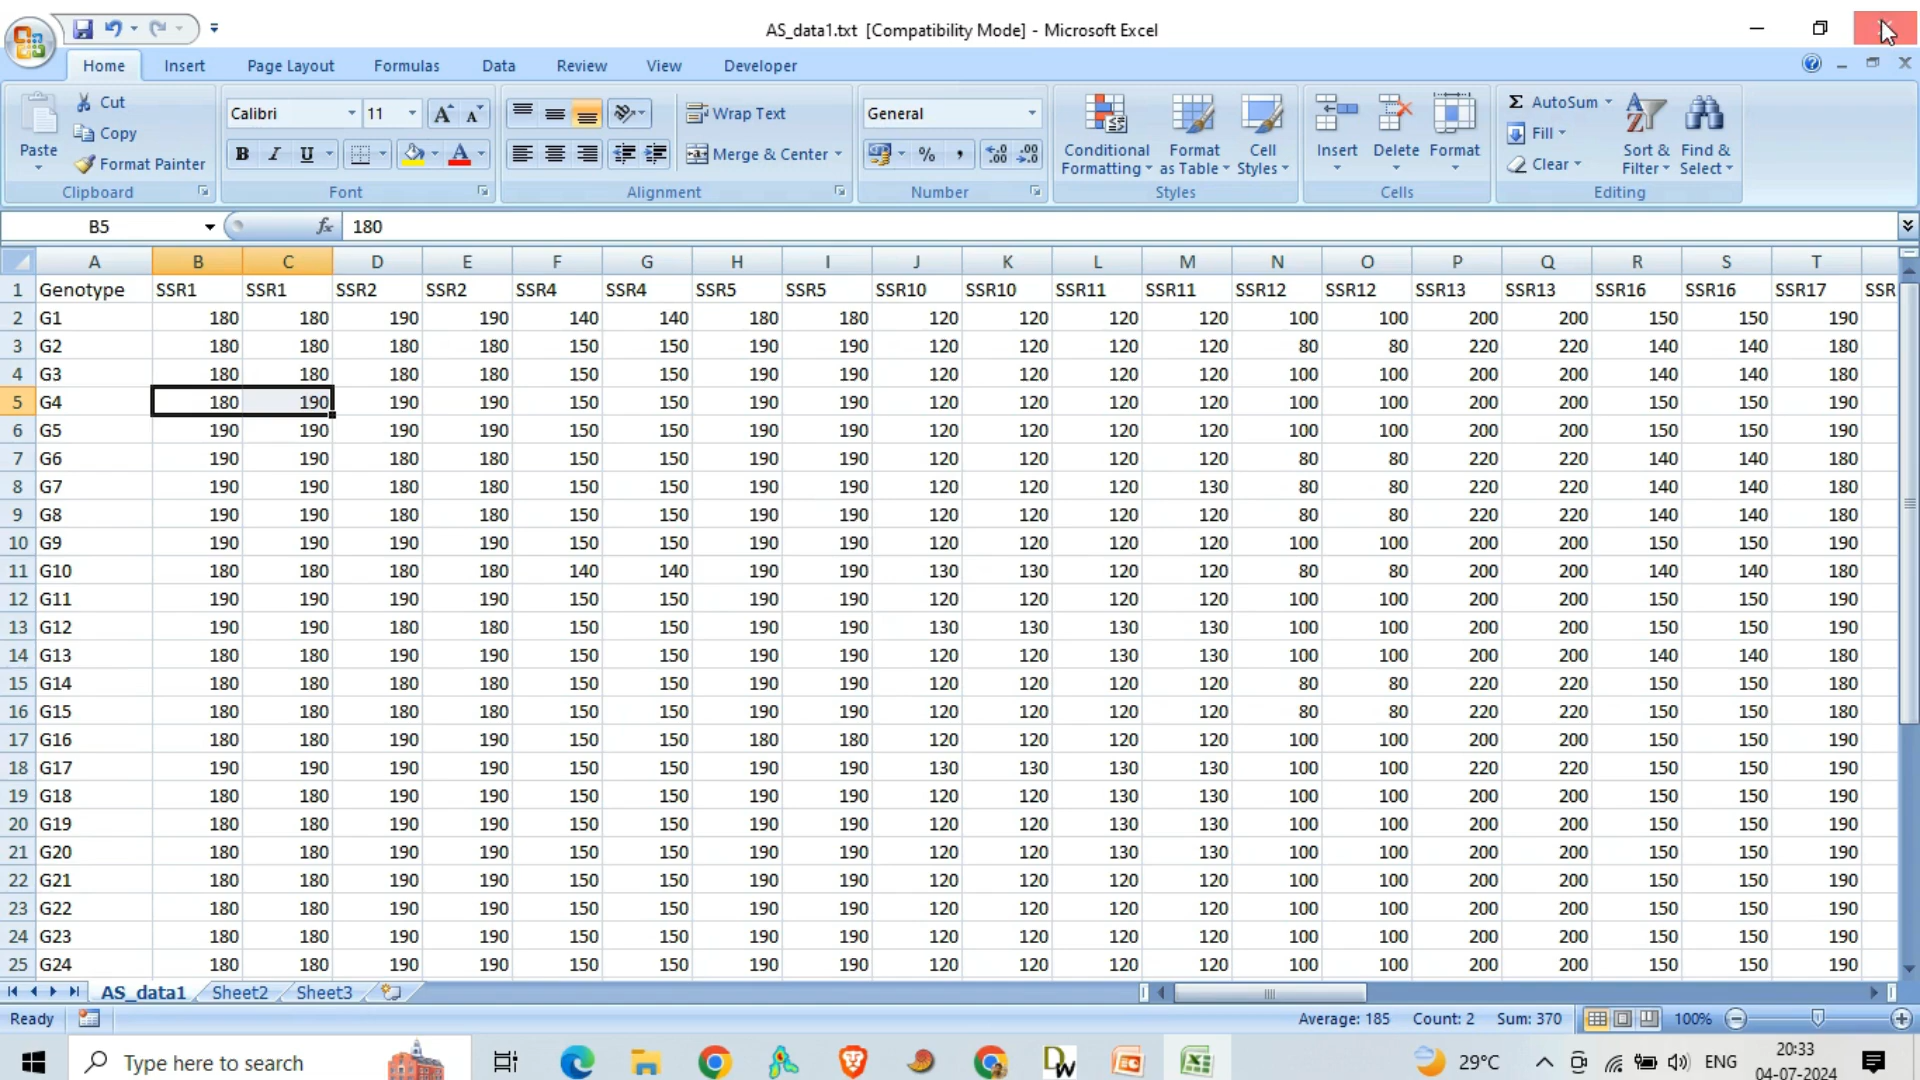 AS_data1.txt [Compatibility Mode] - Microsoft Excel
Home Insert Page Layout Formulas Data Review View Developer
Paste Cut Copy Format Painter Clipboard
Calibri 11 B I U Font
Wrap Text Merge & Center Alignment
General % , Number
Conditional Formatting Format as Table Cell Styles Styles
Insert Delete Format Cells
Σ AutoSum Fill Clear Sort & Filter Find & Select Editing
B5 fx 180
A B C D E F G H I J K L M N O P Q R S T
1 Genotype SSR1 SSR1 SSR2 SSR2 SSR4 SSR4 SSR5 SSR5 SSR10 SSR10 SSR11 SSR11 SSR12 SSR12 SSR13 SSR13 SSR16 SSR16 SSR17 SSR
2 G1 180 180 190 190 140 140 180 180 120 120 120 120 100 100 200 200 150 150 190
3 G2 180 180 180 180 150 150 190 190 120 120 120 120 80 80 220 220 140 140 180
4 G3 180 180 180 180 150 150 190 190 120 120 120 120 100 100 200 200 140 140 180
5 G4 180 190 190 190 150 150 190 190 120 120 120 120 100 100 200 200 150 150 190
6 G5 190 190 190 190 150 150 190 190 120 120 120 120 100 100 200 200 150 150 190
7 G6 190 190 180 180 150 150 190 190 120 120 120 120 80 80 220 220 140 140 180
8 G7 190 190 180 180 150 150 190 190 120 120 120 130 80 80 220 220 140 140 180
9 G8 190 190 180 180 150 150 190 190 120 120 120 120 80 80 220 220 140 140 180
10 G9 190 190 190 190 150 150 190 190 120 120 120 120 100 100 200 200 150 150 190
11 G10 180 180 180 180 140 140 190 190 130 130 120 120 80 80 200 200 140 140 180
12 G11 190 190 190 190 150 150 190 190 120 120 120 120 100 100 200 200 150 150 190
13 G12 190 190 180 180 150 150 190 190 130 130 130 130 100 100 200 200 150 150 190
14 G13 180 180 190 190 150 150 190 190 120 120 130 130 100 100 200 200 140 140 180
15 G14 180 180 180 180 150 150 190 190 120 120 120 120 80 80 220 220 150 150 180
16 G15 180 180 180 180 150 150 190 190 120 120 120 120 80 80 220 220 150 150 180
17 G16 180 180 190 190 150 150 180 180 120 120 120 120 100 100 200 200 150 150 190
18 G17 190 190 190 190 150 150 190 190 130 130 130 130 100 100 220 220 150 150 190
19 G18 180 180 190 190 150 150 190 190 120 120 130 130 100 100 200 200 150 150 190
20 G19 180 180 190 190 150 150 190 190 120 120 130 130 100 100 200 200 150 150 190
21 G20 180 180 190 190 150 150 190 190 120 120 130 130 100 100 200 200 150 150 190
22 G21 180 180 190 190 150 150 190 190 120 120 120 120 100 100 200 200 150 150 190
23 G22 180 180 190 190 150 150 190 190 120 120 120 120 100 100 200 200 150 150 190
24 G23 180 180 190 190 150 150 190 190 120 120 120 120 100 100 200 200 150 150 190
25 G24 180 180 190 190 150 150 190 190 120 120 120 120 100 100 200 200 150 150 190
AS_data1 Sheet2 Sheet3
Ready Average: 185 Count: 2 Sum: 370 100%
Type here to search 29°C ENG 20:33
04-07-2024